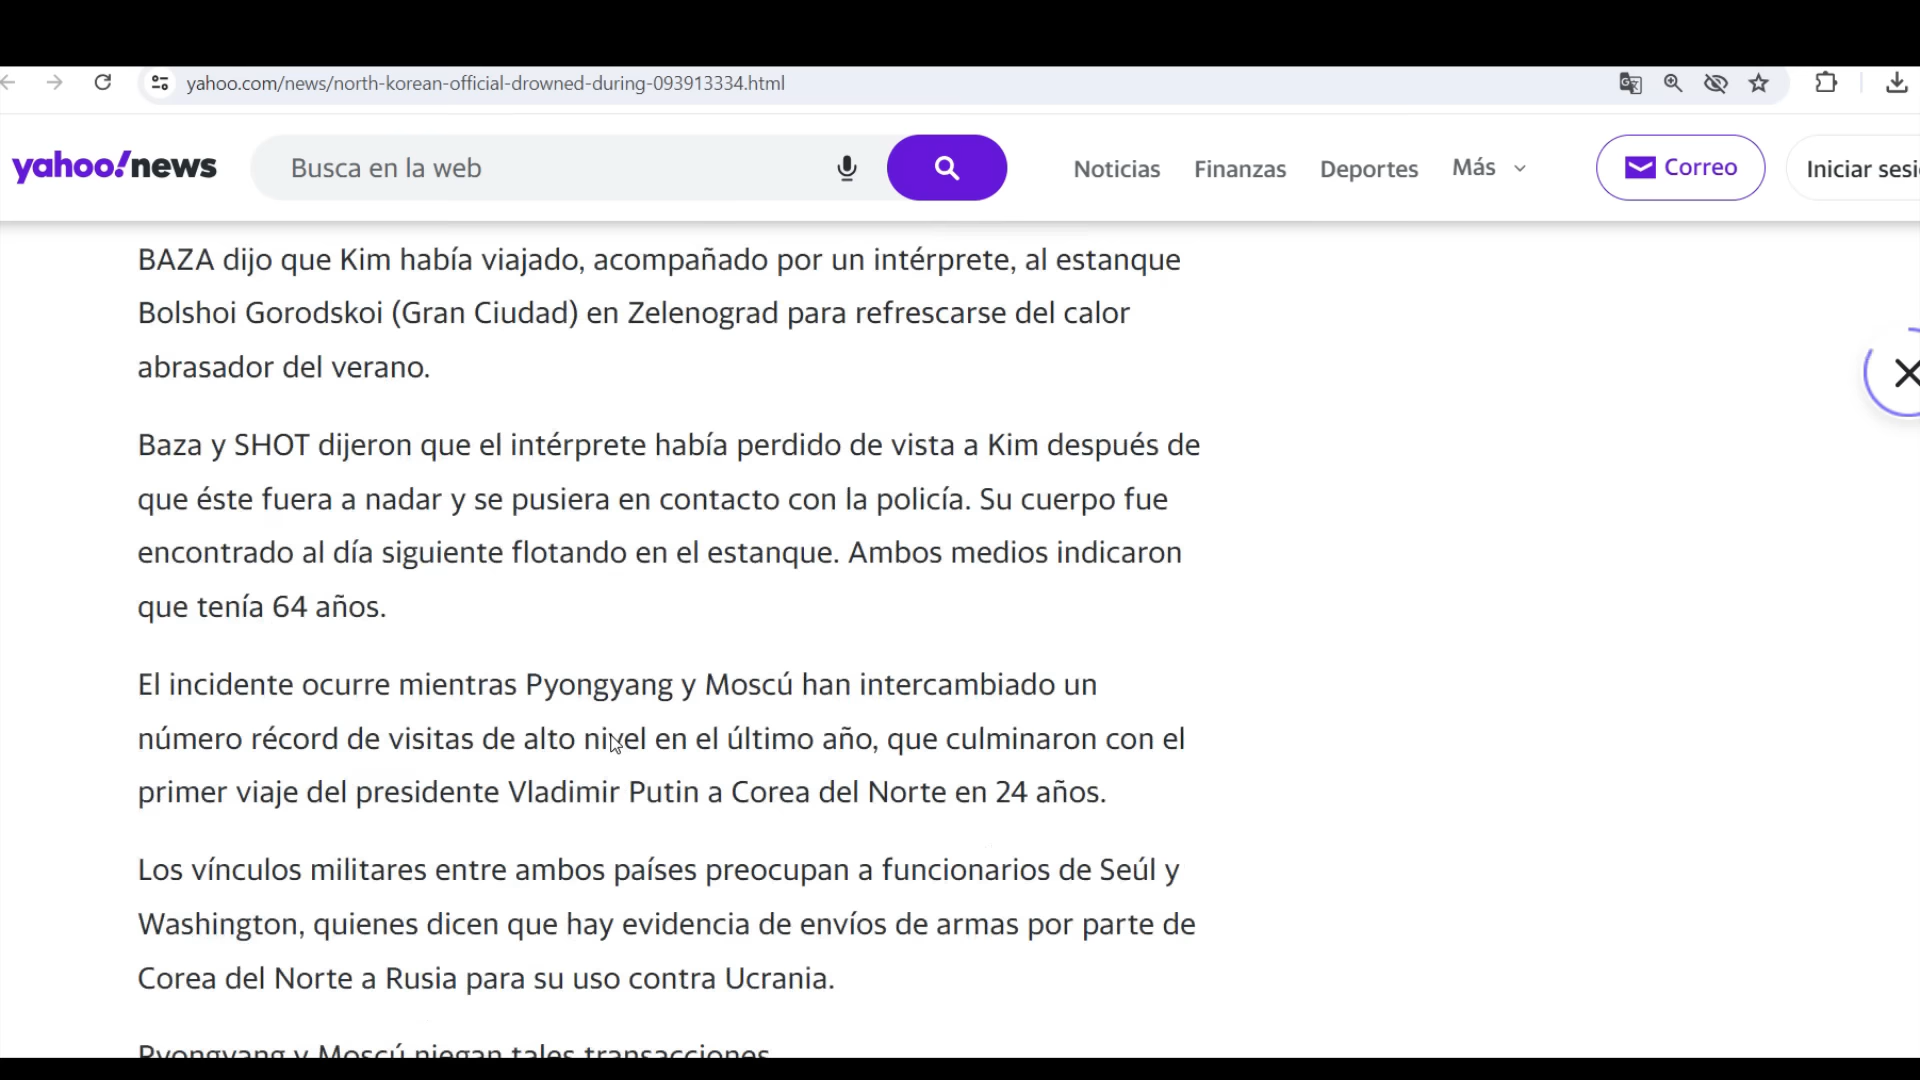 yahoo.com/news/north-korean-official-drowned-during-093913334.html
yahoo!news
Busca en la web
Noticias
Finanzas
Deportes
Más
Correo
Iniciar sesi
BAZA dijo que Kim había viajado, acompañado por un intérprete, al estanque
Bolshoi Gorodskoi (Gran Ciudad) en Zelenograd para refrescarse del calor
abrasador del verano.
Baza y SHOT dijeron que el intérprete había perdido de vista a Kim después de
que éste fuera a nadar y se pusiera en contacto con la policía. Su cuerpo fue
encontrado al día siguiente flotando en el estanque. Ambos medios indicaron
que tenía 64 años.
El incidente ocurre mientras Pyongyang y Moscú han intercambiado un
número récord de visitas de alto nivel en el último año, que culminaron con el
primer viaje del presidente Vladimir Putin a Corea del Norte en 24 años.
Los vínculos militares entre ambos países preocupan a funcionarios de Seúl y
Washington, quienes dicen que hay evidencia de envíos de armas por parte de
Corea del Norte a Rusia para su uso contra Ucrania.
Pyongyang y Moscú niegan tales transacciones.